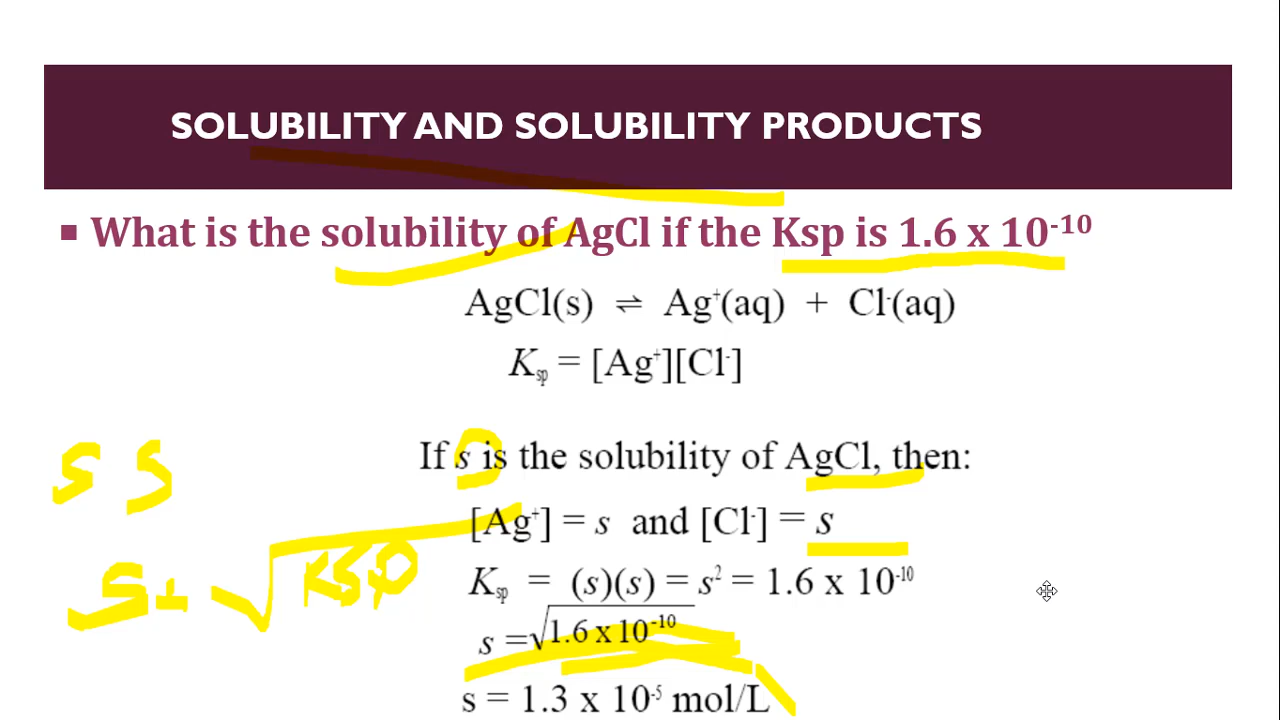 SOLUBILITY AND SOLUBILITY PRODUCTS
▪ What is the solubility of AgCl if the Ksp is 1.6 x 10⁻¹⁰
AgCl(s) ⇌ Ag⁺(aq) + Cl⁻(aq)
Kₛₚ = [Ag⁺][Cl⁻]
If s is the solubility of AgCl, then:
S S
[Ag⁺] = s and [Cl⁻] = s
Kₛₚ = (s)(s) = s² = 1.6 x 10⁻¹⁰
S= √Ksp
s =√1.6 x 10⁻¹⁰
s = 1.3 x 10⁻⁵ mol/L